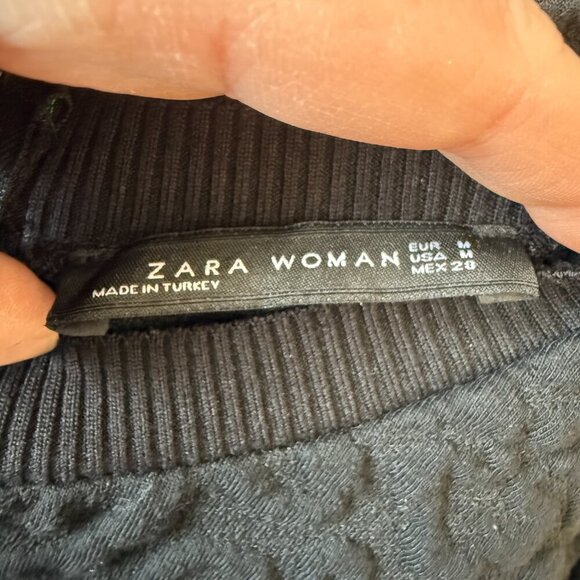 ZARA WOMAN
MADE IN TURKEY
EUR M
USA M
MEX 28